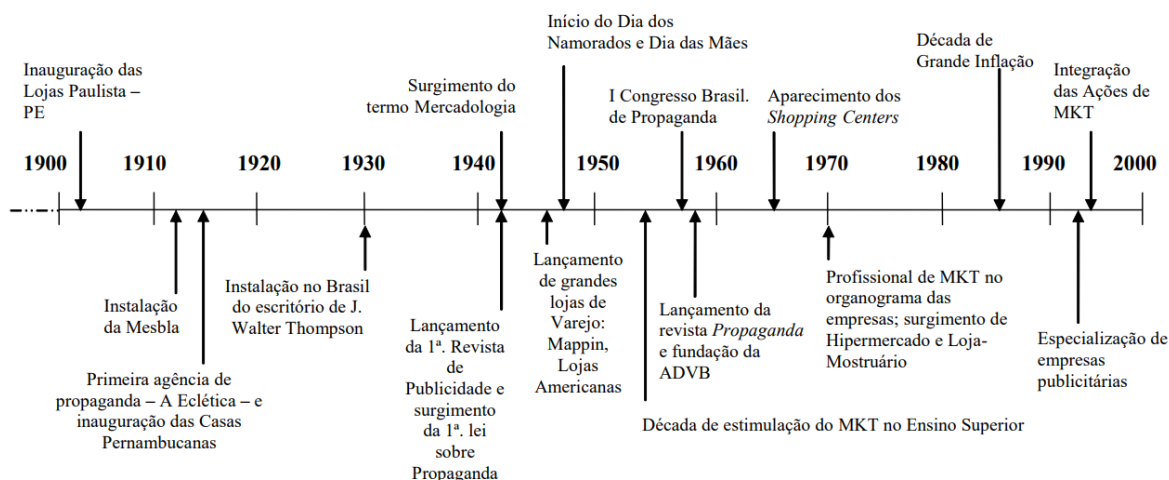 Início do Dia dos
Namorados e Dia das Mães
Década de
Grande Inflação
Inauguração das
Lojas Paulista –
PE
Surgimento do
termo Mercadologia
I Congresso Brasil.
de Propaganda
Aparecimento dos
Shopping Centers
Integração
das Ações de
MKT
1900 1910 1920 1930 1940 1950 1960 1970 1980 1990 2000
Instalação
da Mesbla
Primeira agência de
propaganda – A Eclética – e
inauguração das Casas
Pernambucanas
Instalação no Brasil
do escritório de J.
Walter Thompson
Lançamento
da 1ª. Revista
de
Publicidade e
surgimento
da 1ª. lei
sobre
Propaganda
Lançamento
de grandes
lojas de
Varejo:
Mappin,
Lojas
Americanas
Década de estimulação do MKT no Ensino Superior
Lançamento da
revista Propaganda
e fundação da
ADVB
Profissional de MKT no
organograma das
empresas; surgimento de
Hipermercado e Loja-
Mostruário
Especialização de
empresas
publicitárias